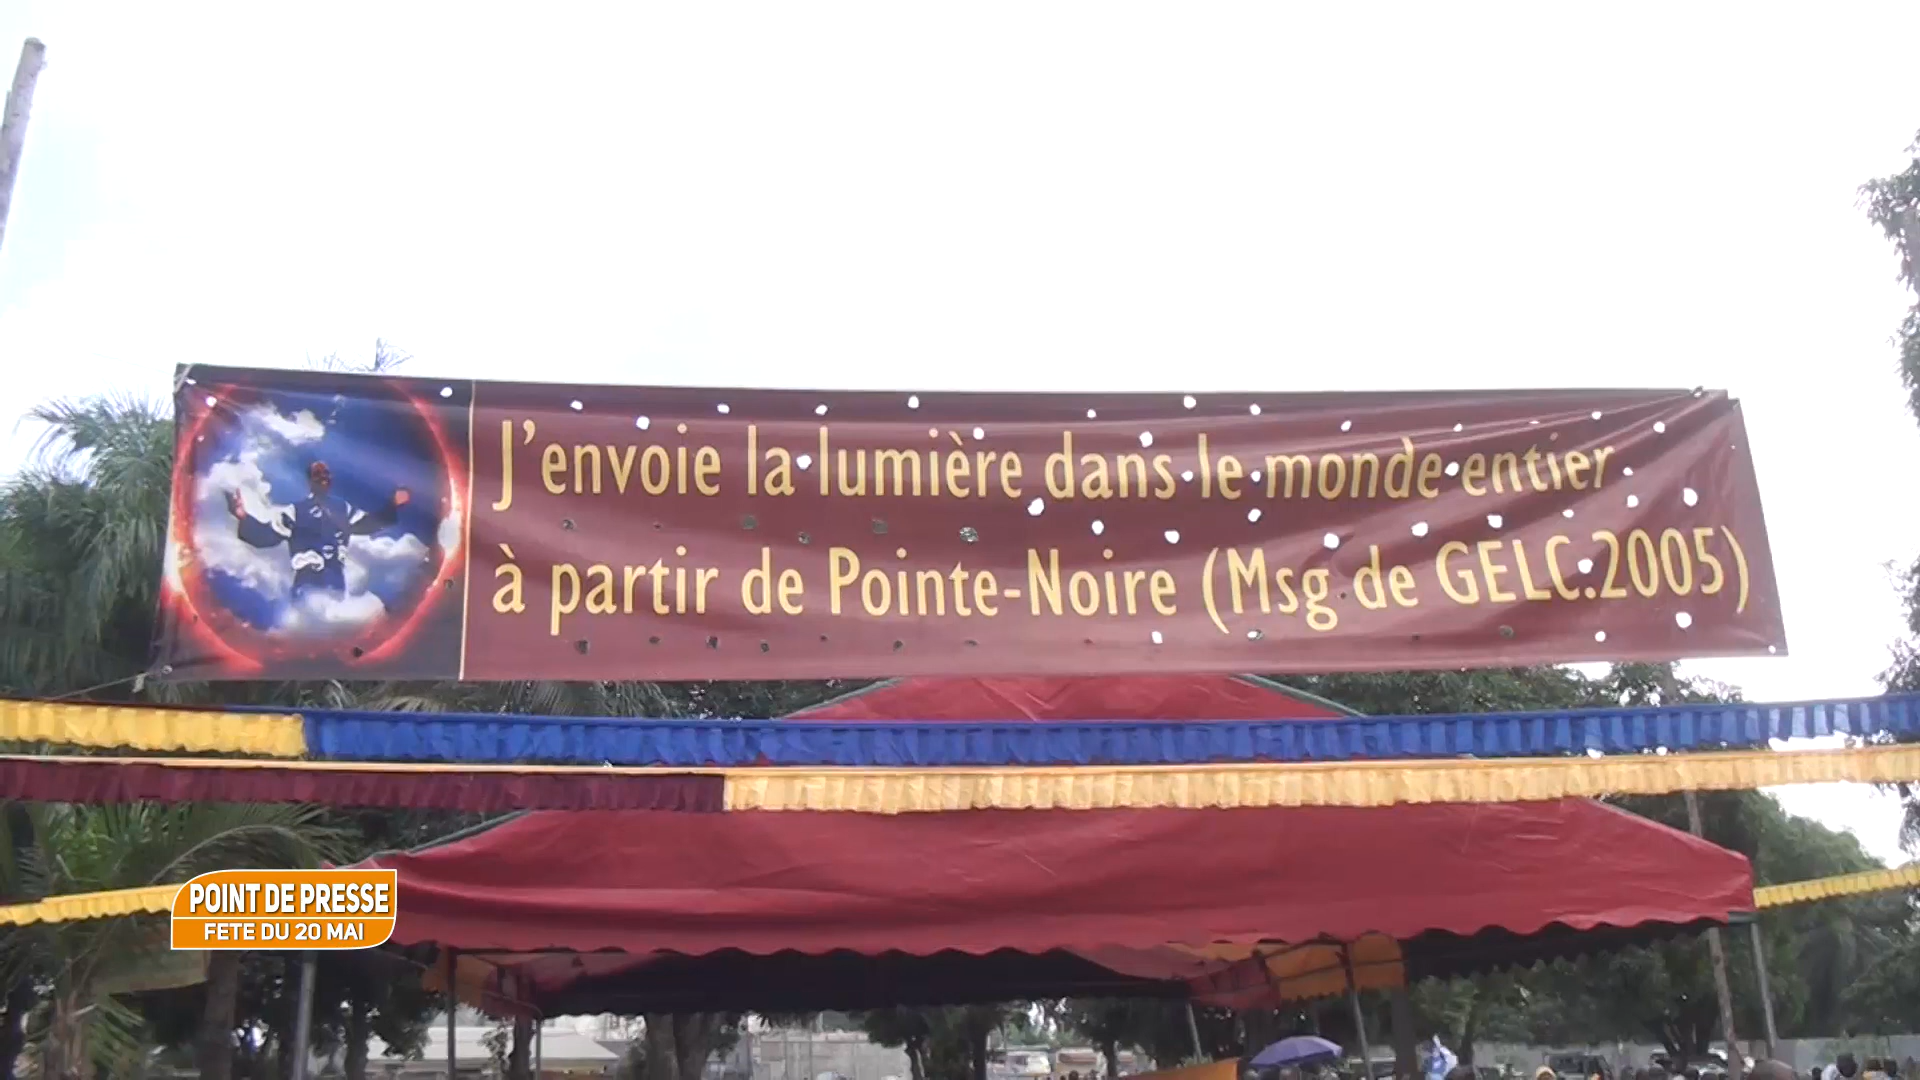 J'envoie la lumière dans le monde entier
à partir de Pointe-Noire (Msg de GELC.2005)
POINT DE PRESSE
FETE DU 20 MAI